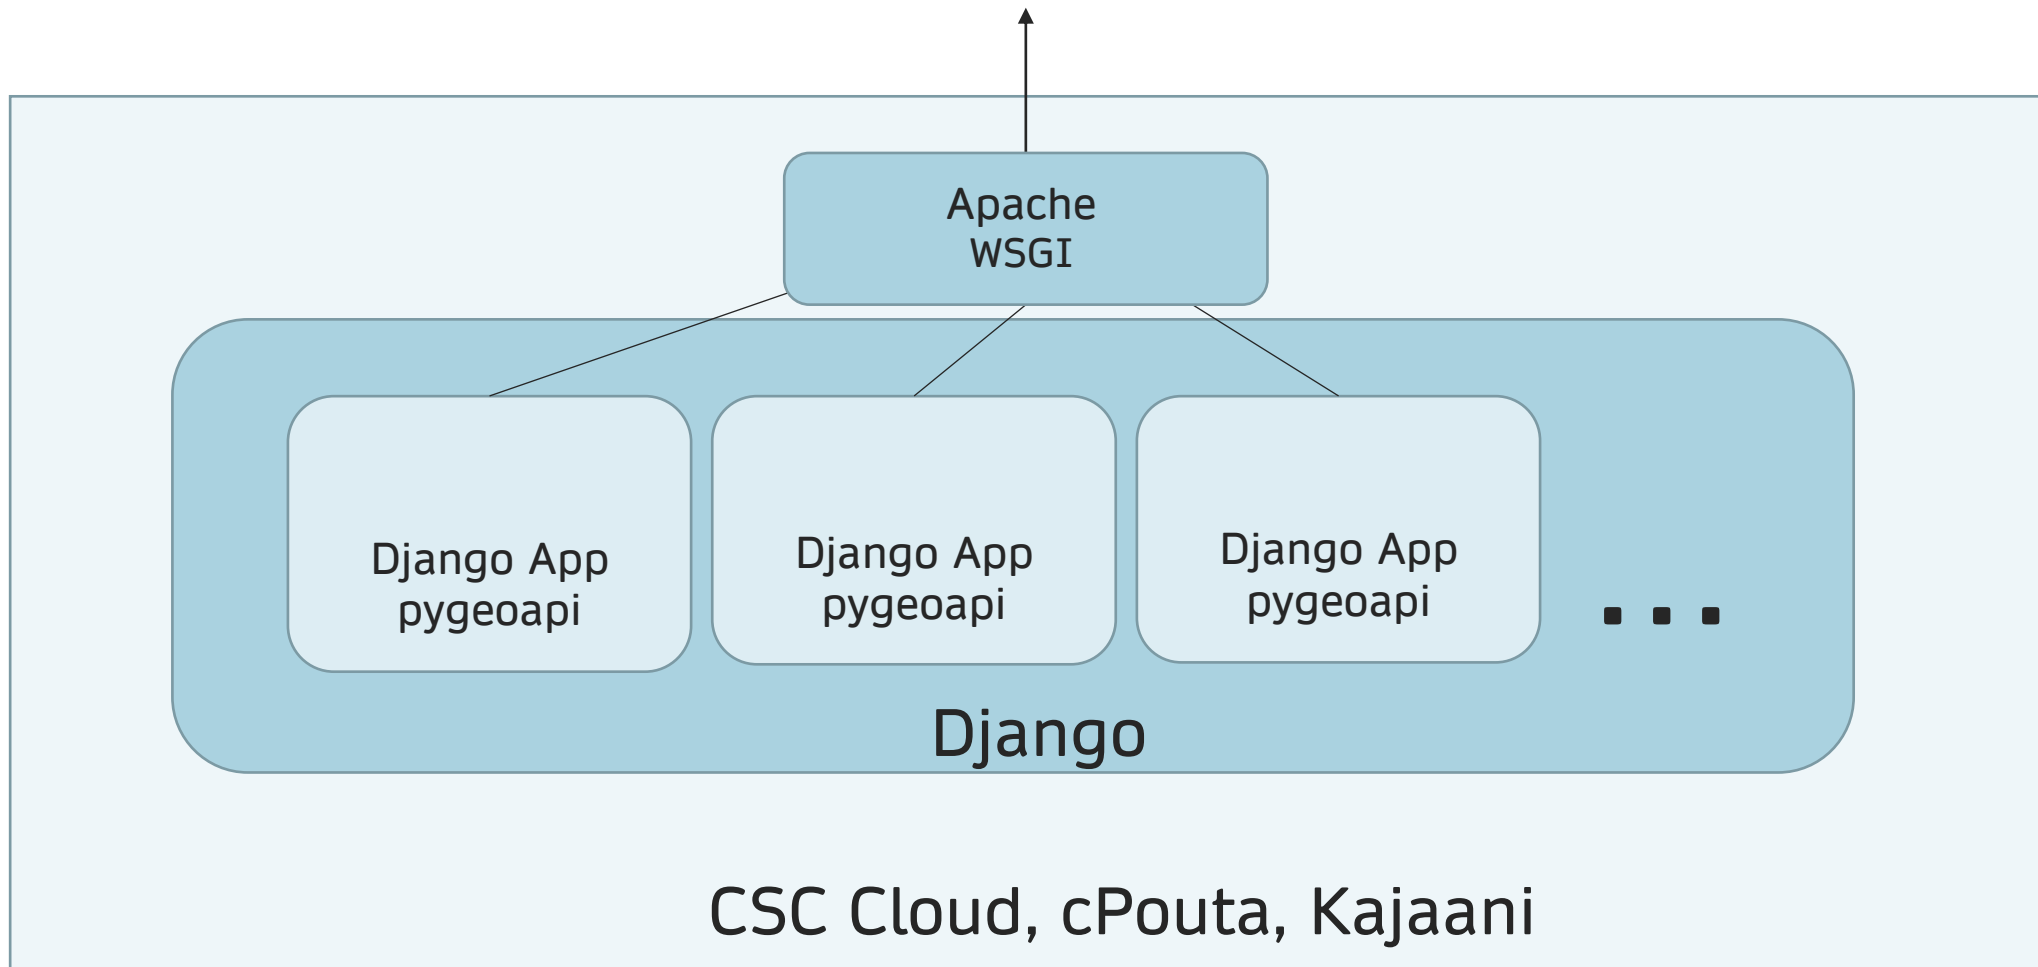 Apache
WSGI
Django App
pygeoapi
Django App
pygeoapi
Django App
pygeoapi
...
Django
CSC Cloud, cPouta, Kajaani